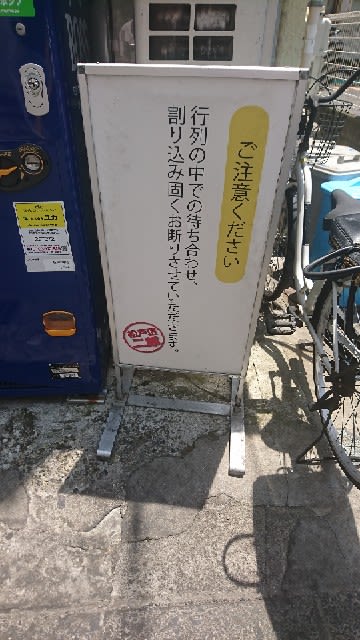 ご注意ください
行列の中での待ち合わせ、
割り込み固くお断りさせていただきます。